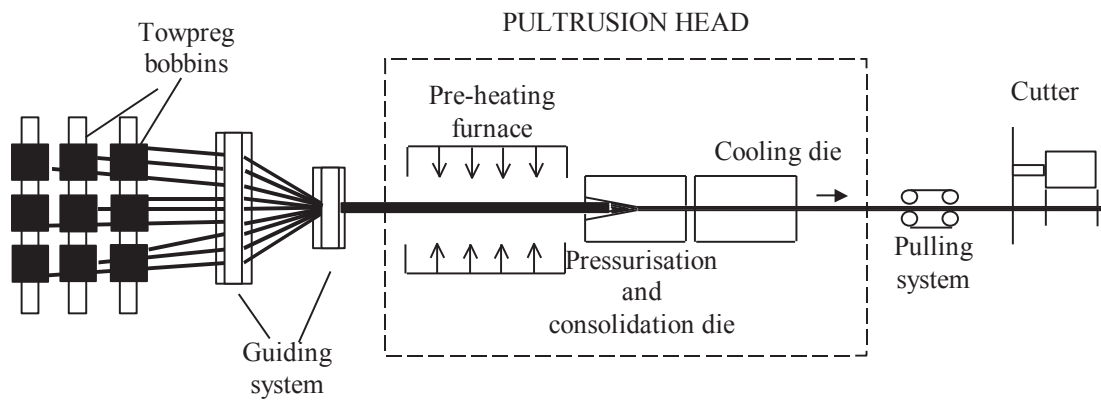 PULTRUSION HEAD
Towpreg
bobbins
Pre-heating
furnace
Cutter
Cooling die
Pressurisation
and
consolidation die
Pulling
system
Guiding
system